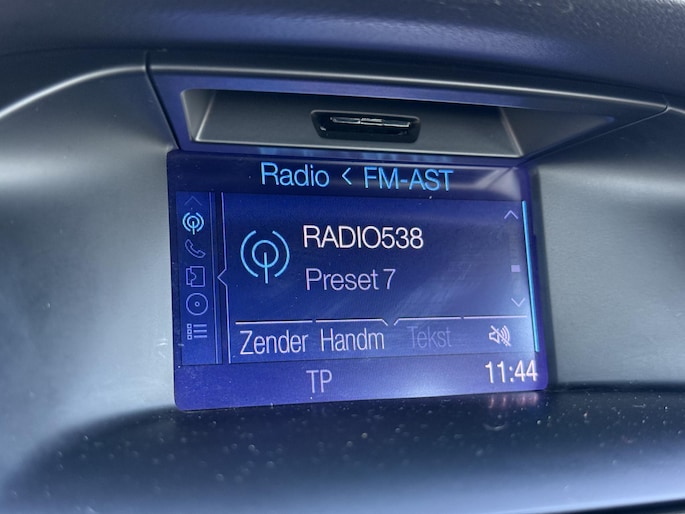 Radio < FM-AST
RADIO538
Preset 7
Zender Handm Tekst
TP 11:44